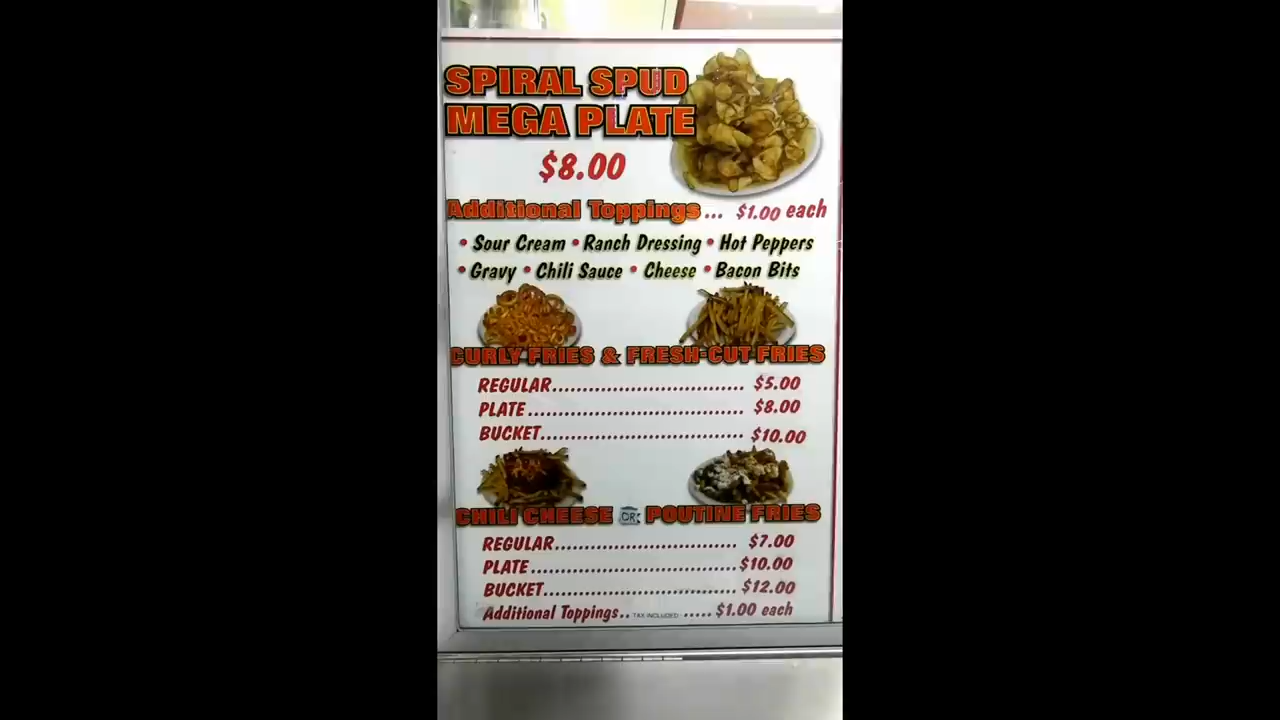 SPIRAL SPUD
MEGA PLATE
$8.00
Additional Toppings... $1.00 each
• Sour Cream • Ranch Dressing • Hot Peppers
• Gravy • Chili Sauce • Cheese • Bacon Bits
CURLY FRIES & FRESH-CUT FRIES
REGULAR................................ $5.00
PLATE.................................... $8.00
BUCKET.................................. $10.00
CHILI CHEESE OR POUTINE FRIES
REGULAR.............................. $7.00
PLATE..................................$10.00
BUCKET................................ $12.00
Additional Toppings.. TAX INCLUDED ..... $1.00 each